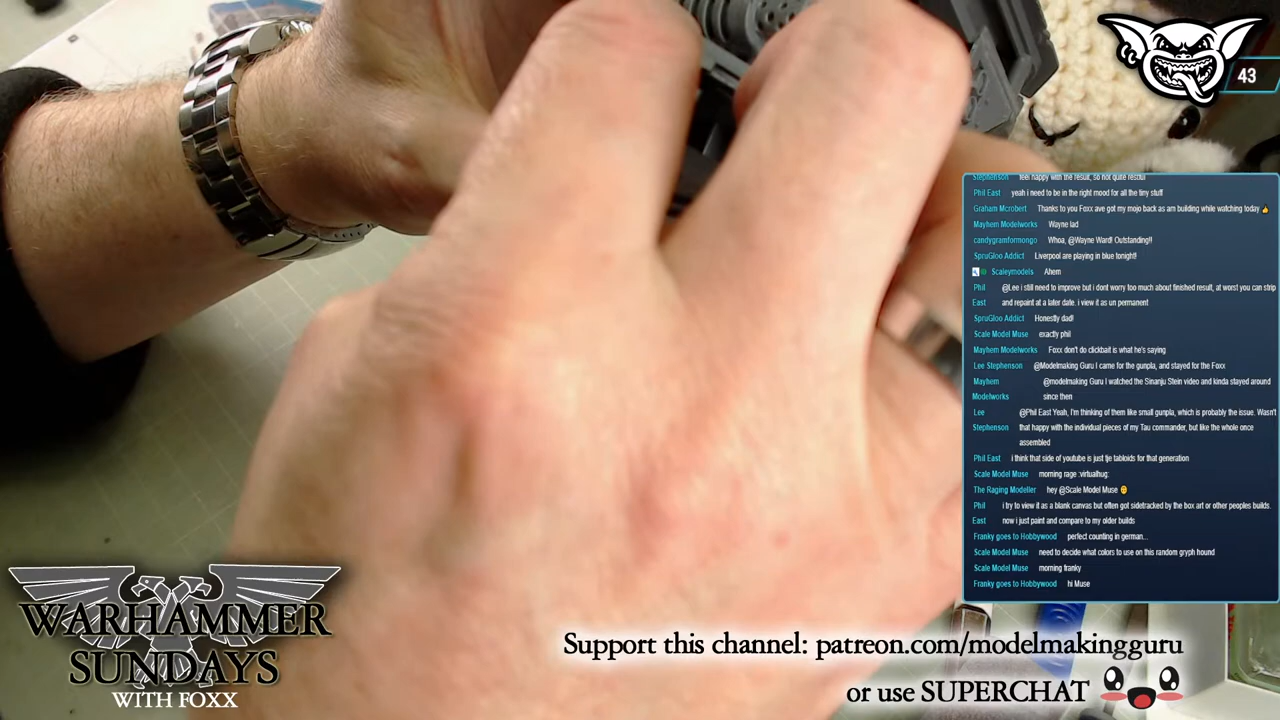 43
Stephenson feel happy with the result, so not quite restful
Phil East yeah i need to be in the right mood for all the tiny stuff
Graham Mcrobert Thanks to you Foxx ave got my mojo back as am building while watching today 👍
Mayhem Modelworks Wayne lad
candygramformongo Whoa, @Wayne Ward! Outstanding!!
SpruGloo Addict Liverpool are playing in blue tonight!
Scaleymodels Ahem
Phil @Lee i still need to improve but i dont worry too much about finished result, at worst you can strip
East and repaint at a later date. i view it as un permanent
SpruGloo Addict Honestly dad!
Scale Model Muse exactly phil
Mayhem Modelworks Foxx don't do clickbait is what he's saying
Lee Stephenson @Modelmaking Guru I came for the gunpla, and stayed for the Foxx
Mayhem @modelmaking Guru I watched the Sinanju Stein video and kinda stayed around
Modelworks since then
Lee @Phil East Yeah, I'm thinking of them like small gunpla, which is probably the issue. Wasn't
Stephenson that happy with the individual pieces of my Tau commander, but like the whole once
assembled
Phil East i think that side of youtube is just tje tabloids for that generation
Scale Model Muse morning rage :virtualhug:
The Raging Modeller hey @Scale Model Muse
Phil i try to view it as a blank canvas but often got sidetracked by the box art or other peoples builds.
East now i just paint and compare to my older builds
Franky goes to Hobbywood perfect counting in german...
Scale Model Muse need to decide what colors to use on this random gryph hound
Scale Model Muse morning franky
Franky goes to Hobbywood hi Muse
WARHAMMER
SUNDAYS
WITH FOXX
Support this channel: patreon.com/modelmakingguru
or use SUPERCHAT